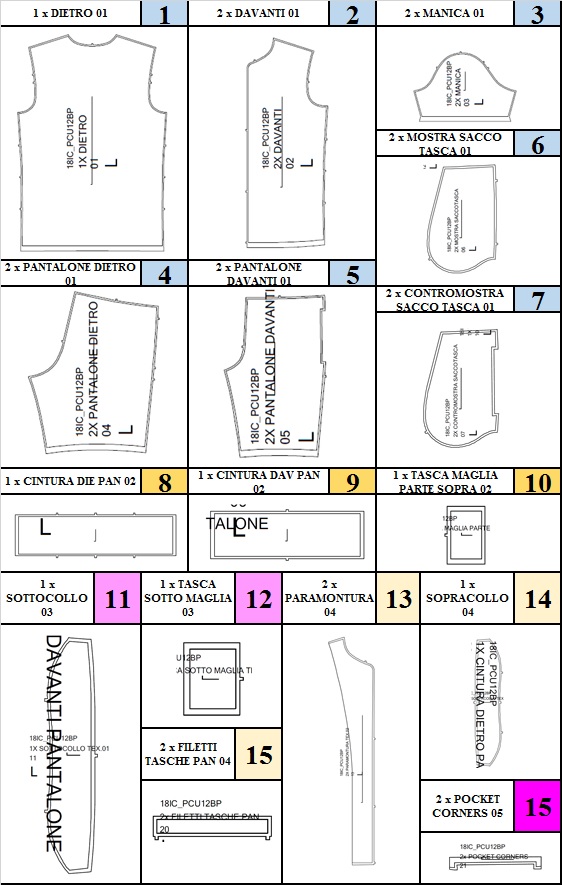 1 x DIETRO 01
1
2 x DAVANTI 01
2
2 x MANICA 01
3
18IC_PCU12BP
1X DIETRO
01
L
18IC_PCU12BP
2X DAVANTI
02
L
18IC_PCU12BP
2X MANICA
03
L
2 x MOSTRA SACCO
TASCA 01
6
3
L
18IC_PCU12BP
2X MOSTRA SACCOTASCA
06
L
2 x PANTALONE DIETRO
01
4
2 x PANTALONE
DAVANTI 01
5
18IC_PCU12BP
2X PANTALONE DIETRO
04
L
18IC_PCU12BP
2X PANTALONE DAVANTI
05
L
2 x CONTROMOSTRA
SACCO TASCA 01
7
18IC_PCU12BP
2X CONTROMOSTRA SACCOTASCA
07
L
1 x CINTURA DIE PAN 02
8
1 x CINTURA DAV PAN
02
9
1 x TASCA MAGLIA
PARTE SOPRA 02
10
L
TALONE
L
12BP
MAGLIA PARTE
1 x
SOTTOCOLLO
03
11
1 x TASCA
SOTTO MAGLIA
03
12
2 x
PARAMONTURA
04
13
1 x
SOPRACOLLO
04
14
DAVANTI PANTALONE
18IC_PCU12BP
1X SOTTOCOLLO TEX.01
11
L
U12BP
:A SOTTO MAGLIA TI
2 x FILETTI
TASCHE PAN 04
15
18IC_PCU12BP
2x FILETTI TASCHE PAN
20
18IC_PCU12BP
2X PARAMONTURA TEX.01
L
18IC_PCU12BP
1X CINTURA DIETRO PA
2 x POCKET
CORNERS 05
15
18IC_PCU12BP
2x POCKET CORNERS
21